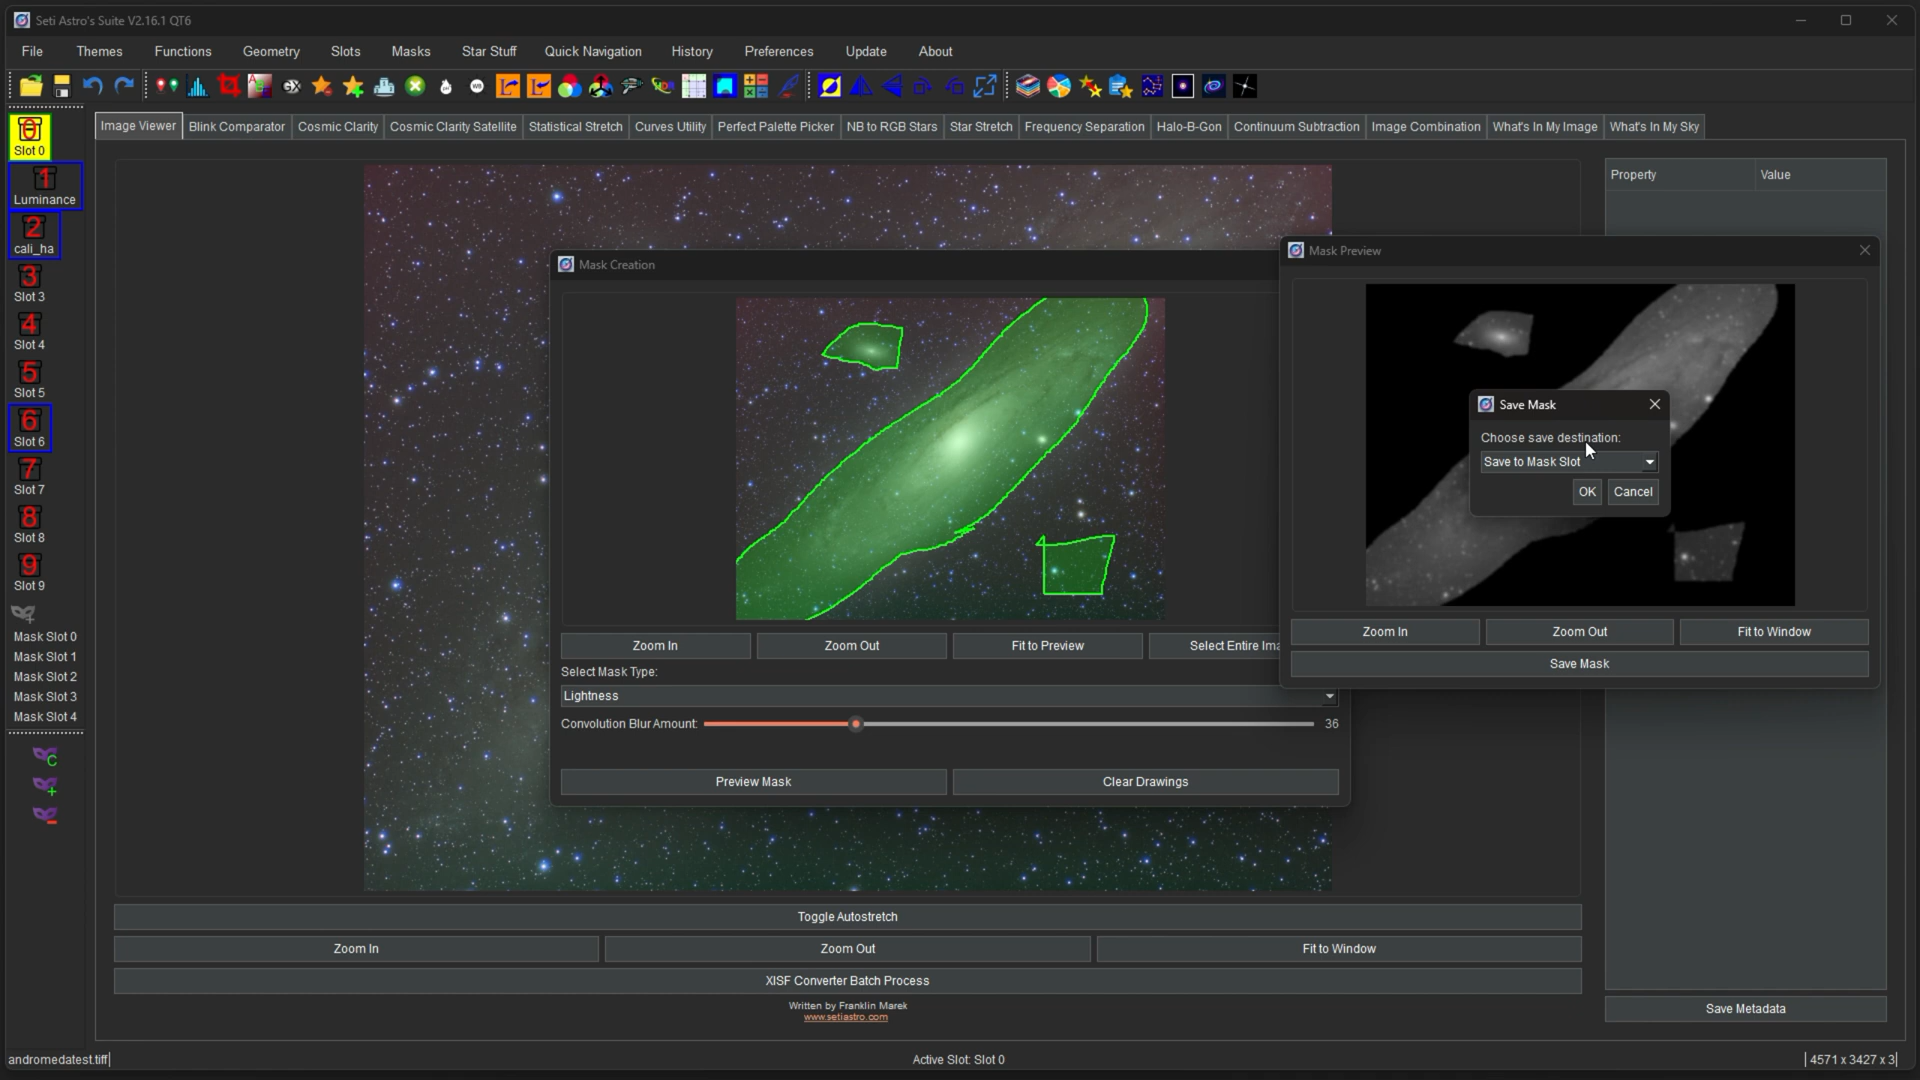 Seti Astro's Suite V2.16.1 QT6
File Themes Functions Geometry Slots Masks Star Stuff Quick Navigation History Preferences Update About
Image Viewer Blink Comparator Cosmic Clarity Cosmic Clarity Satellite Statistical Stretch Curves Utility Perfect Palette Picker NB to RGB Stars Star Stretch Frequency Separation Halo-B-Gon Continuum Subtraction Image Combination What's In My Image What's In My Sky
0
Slot 0
1
Luminance
2
cali_ha
3
Slot 3
4
Slot 4
5
Slot 5
6
Slot 6
7
Slot 7
8
Slot 8
9
Slot 9
Mask Slot 0
Mask Slot 1
Mask Slot 2
Mask Slot 3
Mask Slot 4
C
Property Value
Mask Creation
Zoom In Zoom Out Fit to Preview Select Entire Ima
Select Mask Type:
Lightness
Convolution Blur Amount: 36
Preview Mask Clear Drawings
Mask Preview
Save Mask
Choose save destination:
Save to Mask Slot
OK Cancel
Zoom In Zoom Out Fit to Window
Save Mask
Toggle Autostretch
Zoom In Zoom Out Fit to Window
XISF Converter Batch Process
Written by Franklin Marek
www.setiastro.com
Save Metadata
andromedatest.tiff Active Slot: Slot 0 4571 x 3427 x 3